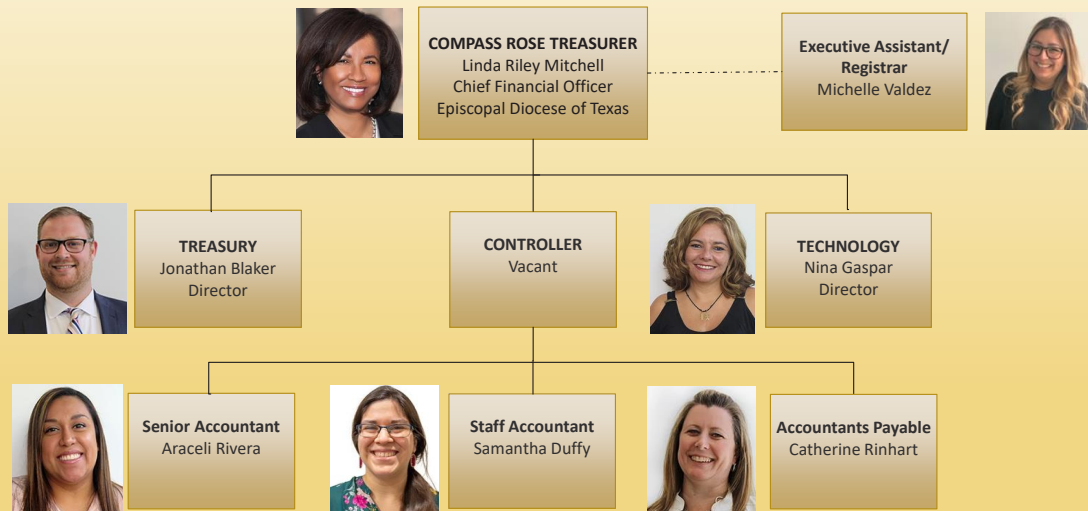 COMPASS ROSE TREASURER
Linda Riley Mitchell
Chief Financial Officer
Episcopal Diocese of Texas
Executive Assistant/
Registrar
Michelle Valdez
TREASURY
Jonathan Blaker
Director
CONTROLLER
Vacant
TECHNOLOGY
Nina Gaspar
Director
Senior Accountant
Araceli Rivera
Staff Accountant
Samantha Duffy
Accountants Payable
Catherine Rinhart